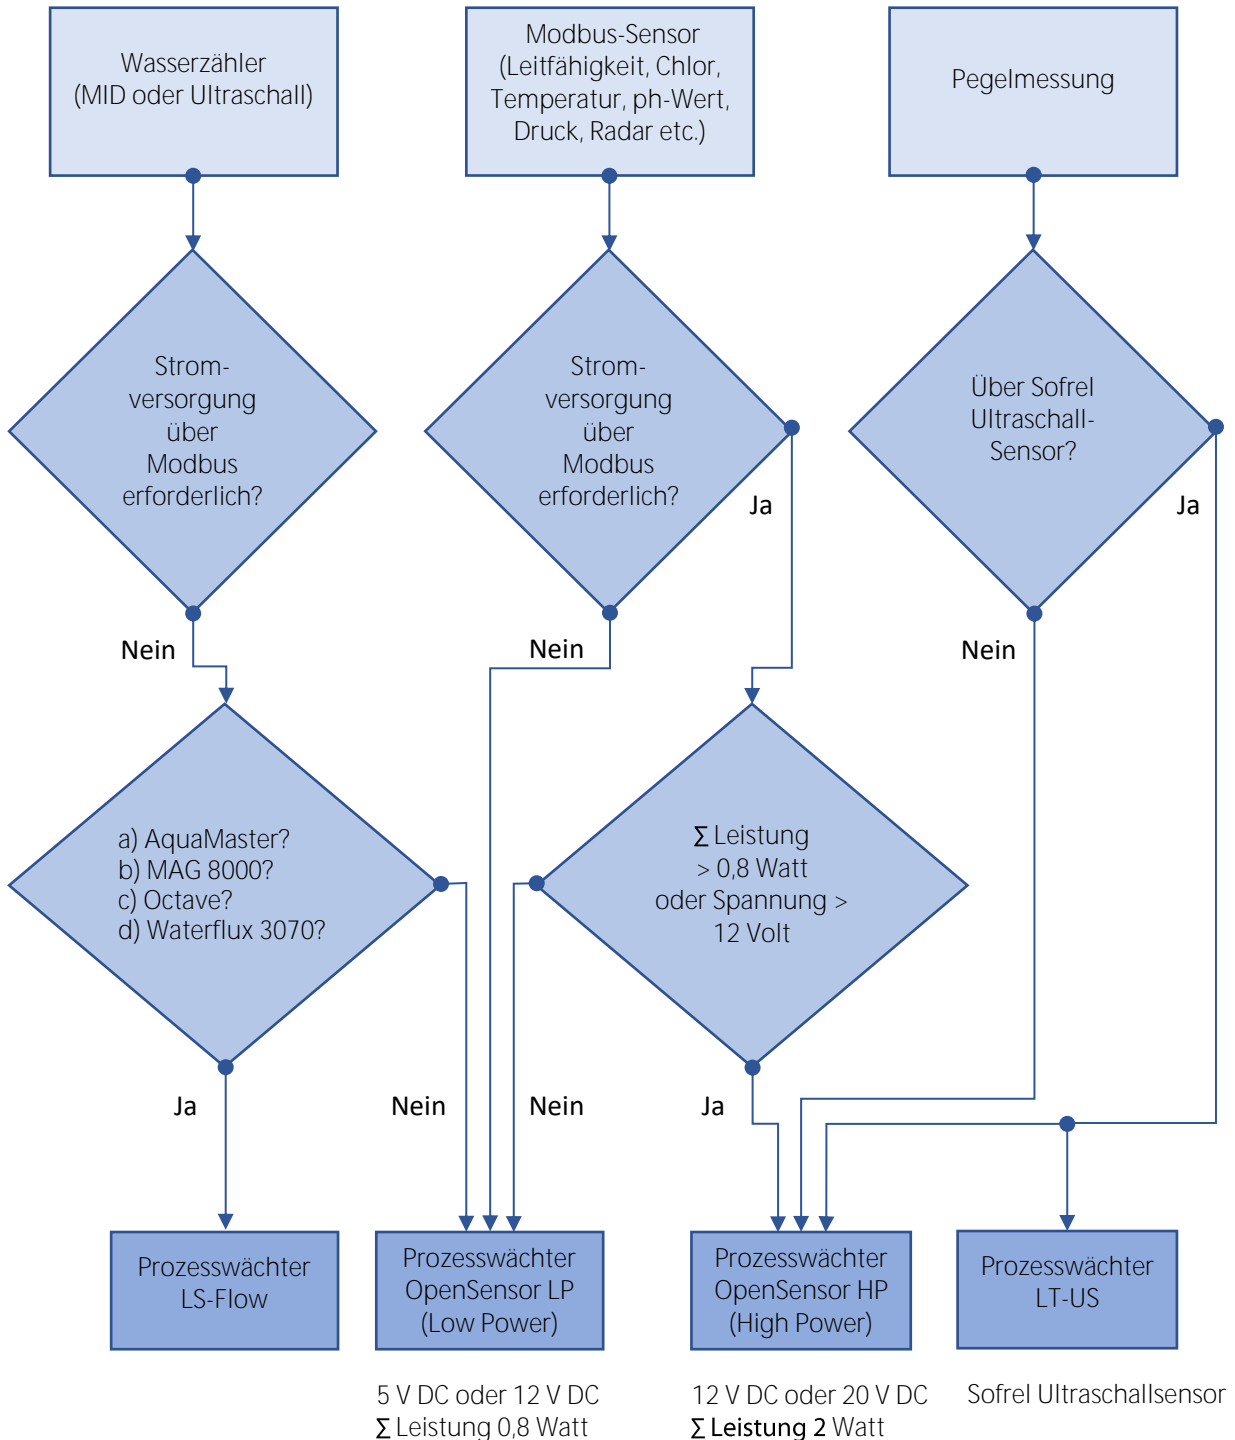 Wasserzähler
(MID oder Ultraschall)
Modbus-Sensor
(Leitfähigkeit, Chlor,
Temperatur, ph-Wert,
Druck, Radar etc.)
Pegelmessung
Strom-
versorgung
über
Modbus
erforderlich?
Strom-
versorgung
über
Modbus
erforderlich?
Über Sofrel
Ultraschall-
Sensor?
Ja
Ja
Nein
Nein
Nein
a) AquaMaster?
b) MAG 8000?
c) Octave?
d) Waterflux 3070?
∑ Leistung
> 0,8 Watt
oder Spannung >
12 Volt
Ja
Nein
Nein
Ja
Prozesswächter
LS-Flow
Prozesswächter
OpenSensor LP
(Low Power)
Prozesswächter
OpenSensor HP
(High Power)
Prozesswächter
LT-US
5 V DC oder 12 V DC
∑ Leistung 0,8 Watt
12 V DC oder 20 V DC
∑ Leistung 2 Watt
Sofrel Ultraschallsensor